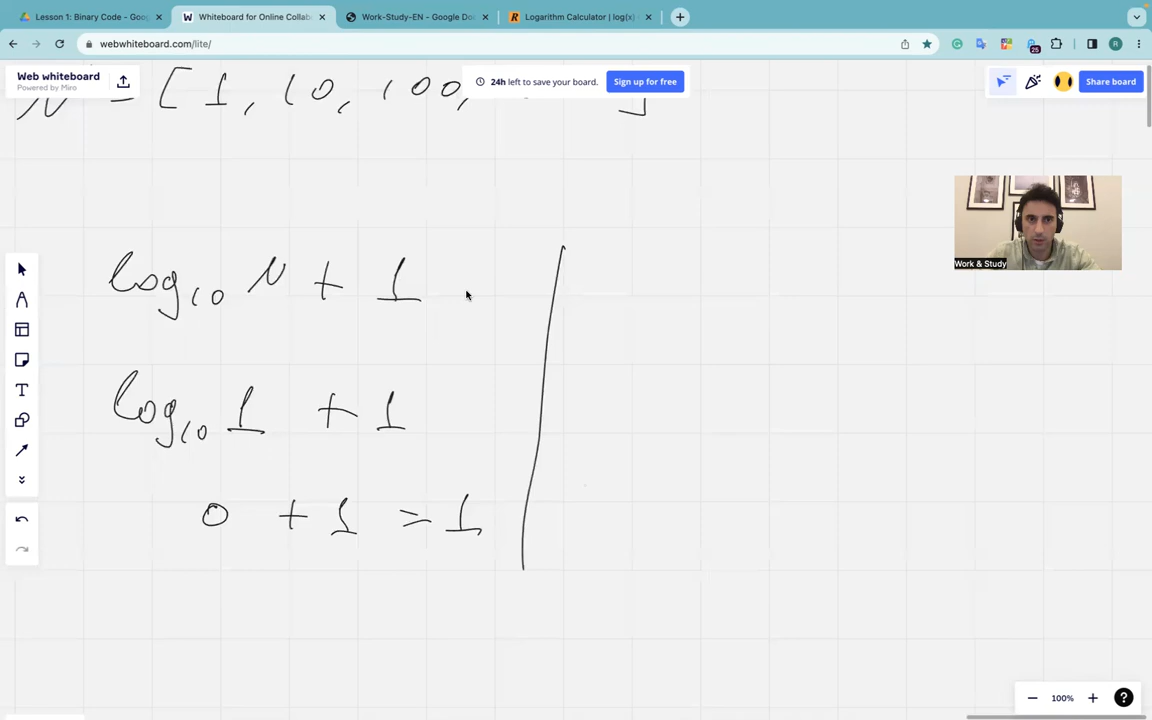 Lesson 1: Binary Code - Goo
Whiteboard for Online Collab
Work-Study-EN - Google Do
Logarithm Calculator | log(x)
webwhiteboard.com/lite/
25
R
Web whiteboard
Powered by Miro
24h left to save your board.
Sign up for free
Share board
N = [ 1, 10, 100, ]
Work & Study
log₁₀ N + 1
log₁₀ 1 + 1
0 + 1 = 1
T
100%
?